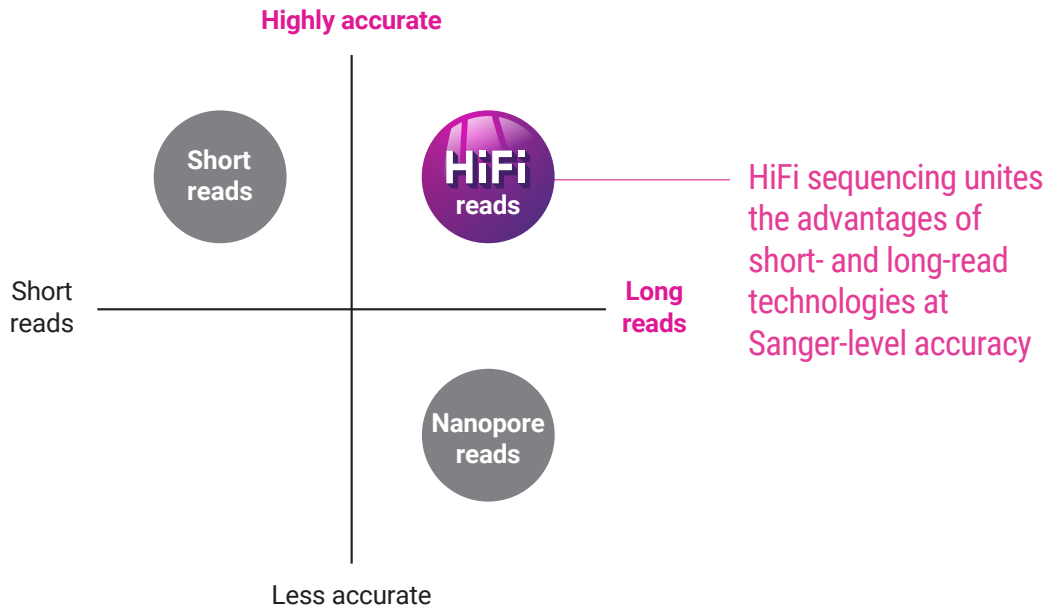 Highly accurate
Short
reads
HiFi
reads
HiFi sequencing unites
the advantages of
short- and long-read
technologies at
Sanger-level accuracy
Short
reads
Long
reads
Nanopore
reads
Less accurate